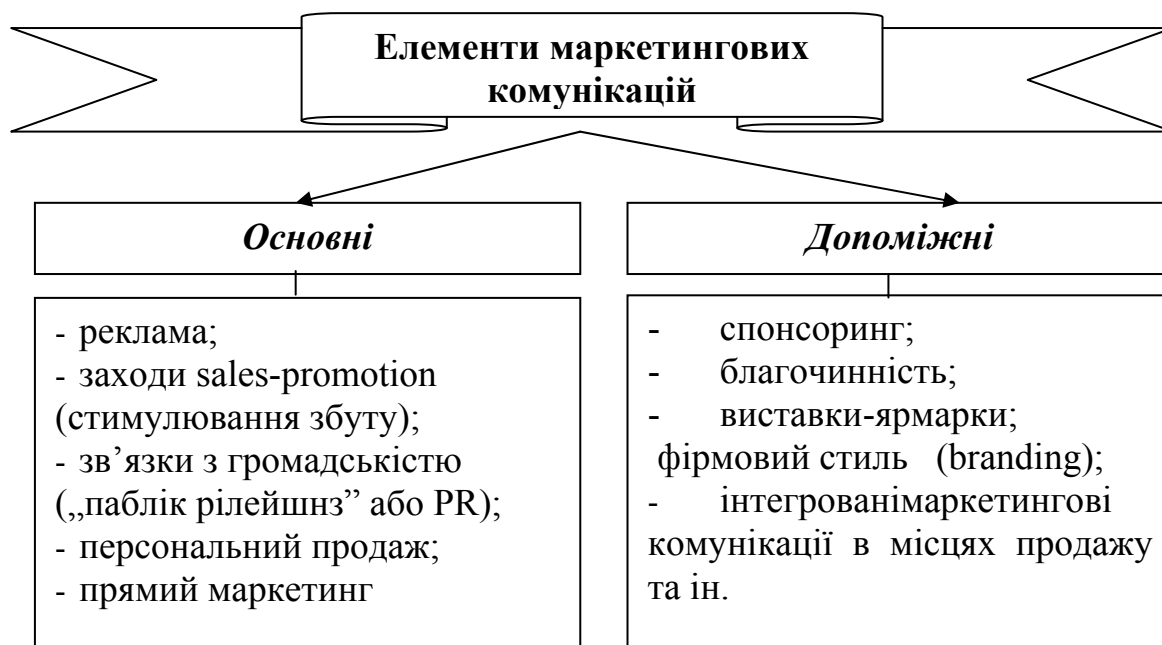 Елементи маркетингових
комунікацій
Основні
- реклама;
- заходи sales-promotion
(стимулювання збуту);
- зв’язки з громадськістю
(„паблік рілейшнз” або PR);
- персональний продаж;
- прямий маркетинг
Допоміжні
- спонсоринг;
- благочинність;
- виставки-ярмарки;
фірмовий стиль (branding);
- інтегрованімаркетингові
комунікації в місцях продажу
та ін.